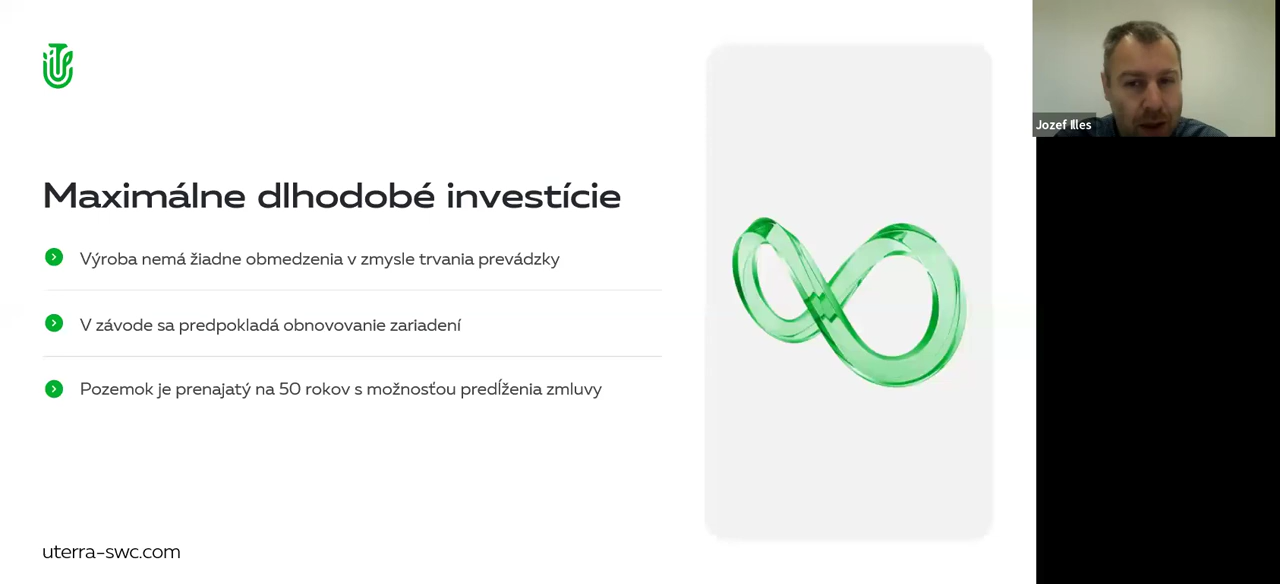 Maximálne dlhodobé investície
Výroba nemá žiadne obmedzenia v zmysle trvania prevádzky
V závode sa predpokladá obnovovanie zariadení
Pozemok je prenajatý na 50 rokov s možnosťou predĺženia zmluvy
uterra-swc.com
Jozef Illes